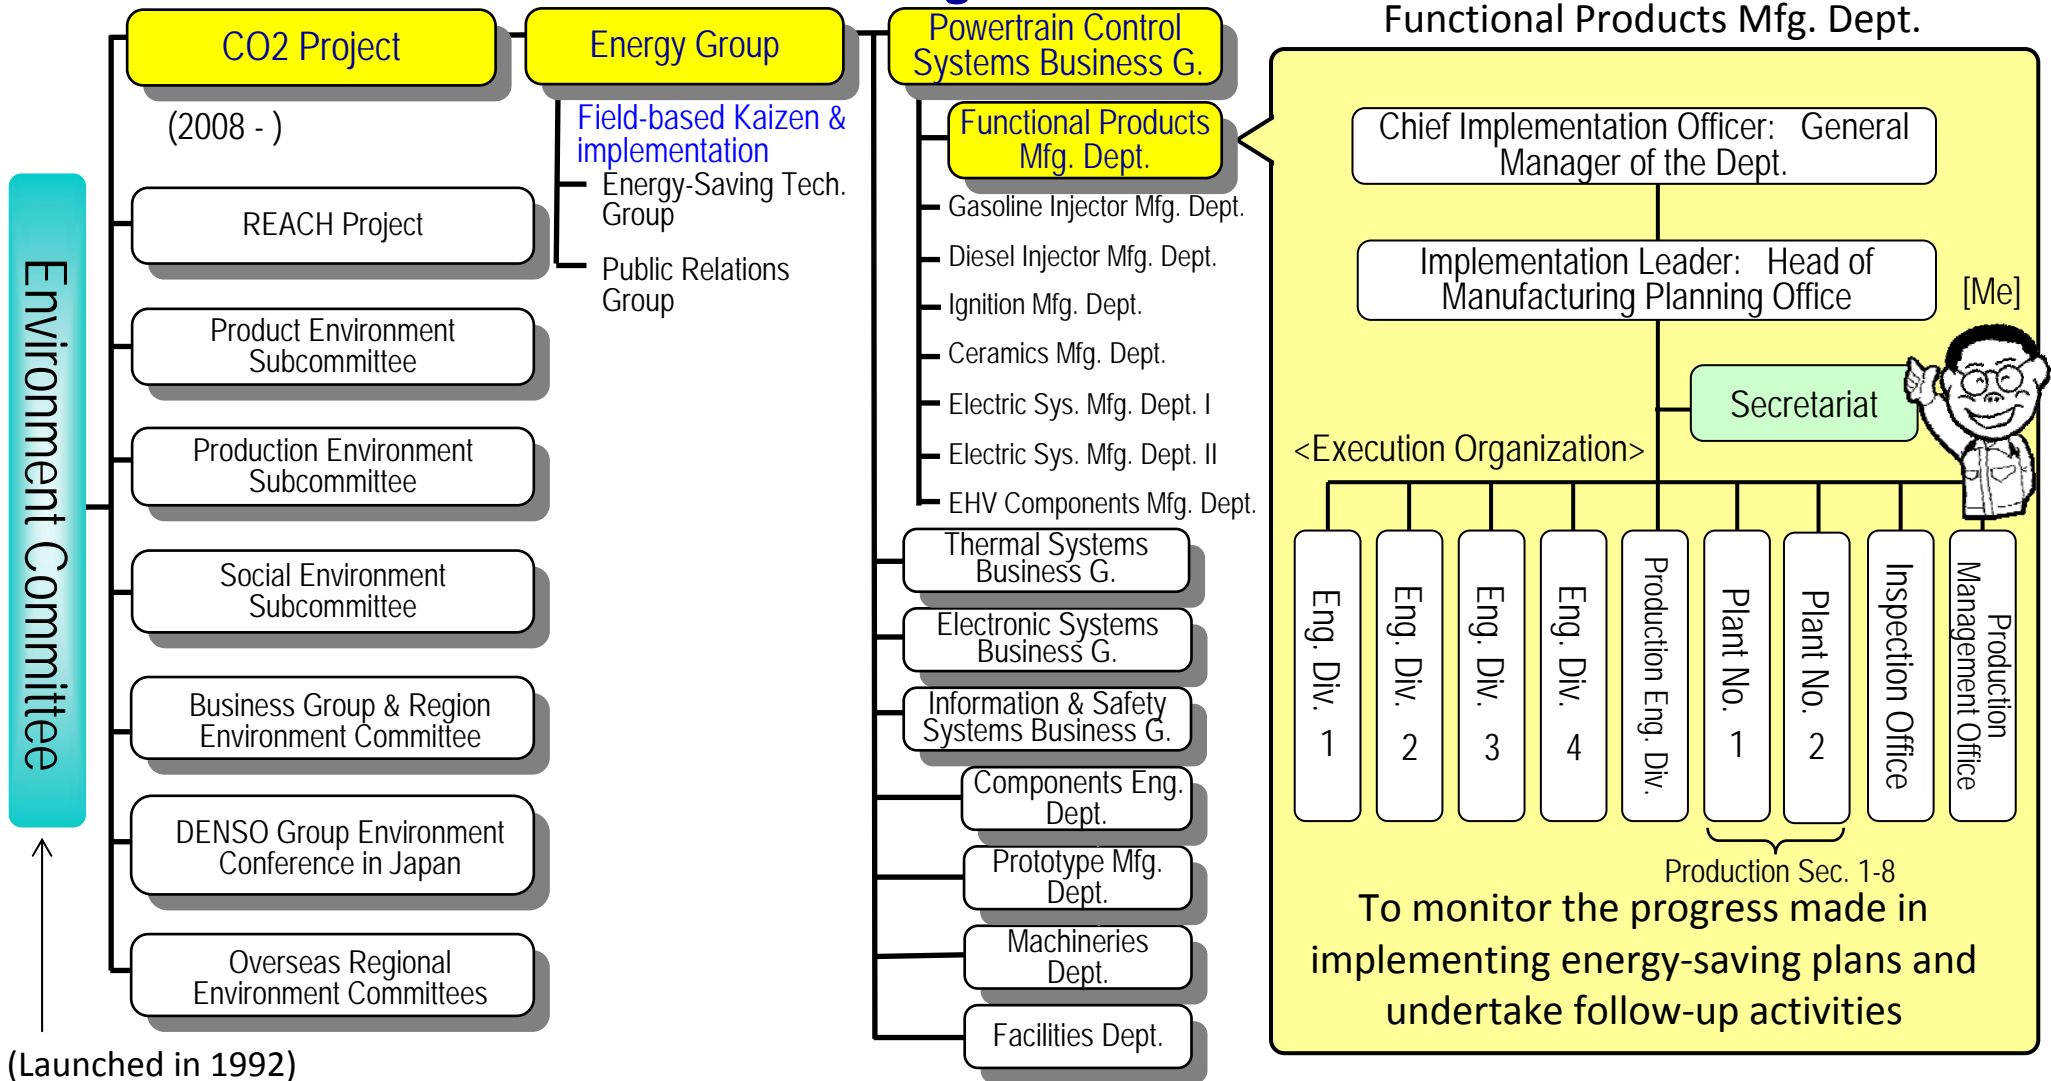 Environment Committee
(Launched in 1992)
CO2 Project
(2008 - )
REACH Project
Product Environment
Subcommittee
Production Environment
Subcommittee
Social Environment
Subcommittee
Business Group & Region
Environment Committee
DENSO Group Environment
Conference in Japan
Overseas Regional
Environment Committees
Energy Group
Field-based Kaizen &
implementation
Energy-Saving Tech.
Group
Public Relations
Group
Powertrain Control
Systems Business G.
Functional Products
Mfg. Dept.
Gasoline Injector Mfg. Dept.
Diesel Injector Mfg. Dept.
Ignition Mfg. Dept.
Ceramics Mfg. Dept.
Electric Sys. Mfg. Dept. I
Electric Sys. Mfg. Dept. II
EHV Components Mfg. Dept.
Thermal Systems
Business G.
Electronic Systems
Business G.
Information & Safety
Systems Business G.
Components Eng.
Dept.
Prototype Mfg.
Dept.
Machineries
Dept.
Facilities Dept.
Functional Products Mfg. Dept.
Chief Implementation Officer: General
Manager of the Dept.
Implementation Leader: Head of
Manufacturing Planning Office
[Me]
Secretariat
<Execution Organization>
Eng. Div. 1
Eng. Div. 2
Eng. Div. 3
Eng. Div. 4
Production Eng. Div.
Plant No. 1
Plant No. 2
Inspection Office
Production
Management Office
Production Sec. 1-8
To monitor the progress made in
implementing energy-saving plans and
undertake follow-up activities